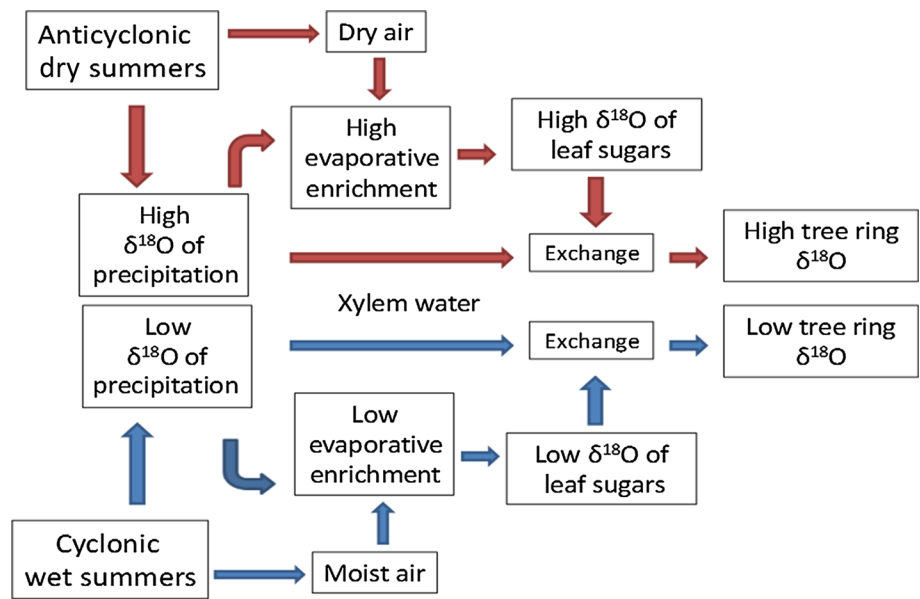 Anticyclonic
dry summers
Dry air
High
evaporative
enrichment
High δ¹⁸O of
leaf sugars
High
δ¹⁸O of
precipitation
Exchange
High tree ring
δ¹⁸O
Xylem water
Low
δ¹⁸O of
precipitation
Exchange
Low tree ring
δ¹⁸O
Low
evaporative
enrichment
Low δ¹⁸O of
leaf sugars
Cyclonic
wet summers
Moist air